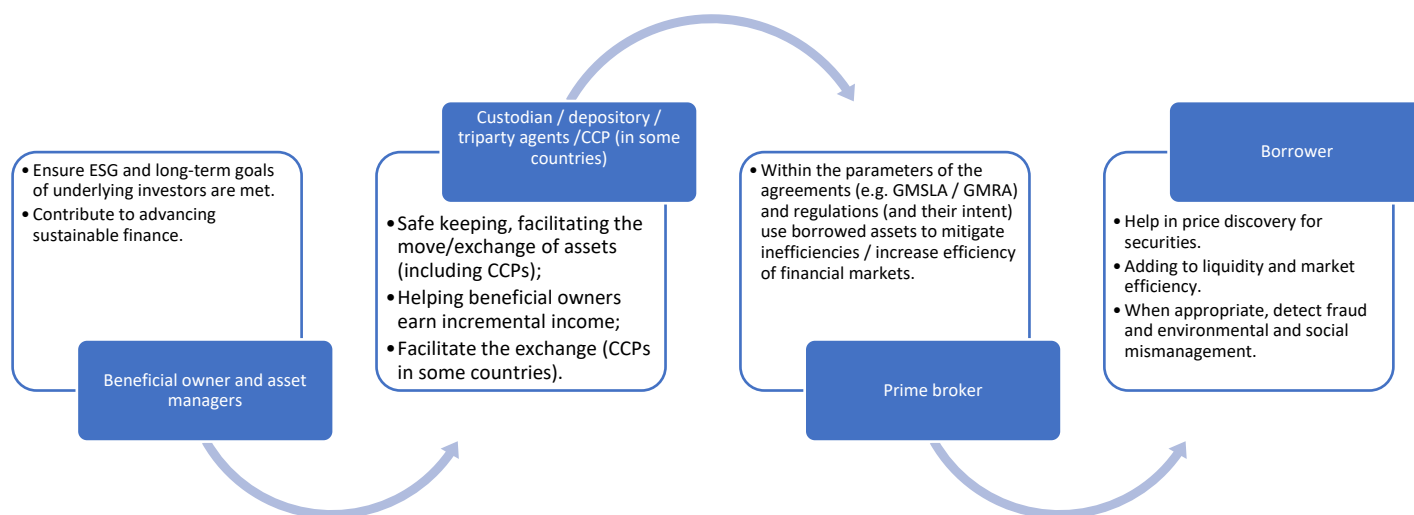 • Ensure ESG and long-term goals
of underlying investors are met.
• Contribute to advancing
sustainable finance.
Beneficial owner and asset
managers
Custodian / depository /
triparty agents /CCP (in some
countries)
• Safe keeping, facilitating the
move/exchange of assets
(including CCPs);
• Helping beneficial owners
earn incremental income;
• Facilitate the exchange (CCPs
in some countries).
• Within the parameters of the
agreements (e.g. GMSLA / GMRA)
and regulations (and their intent)
use borrowed assets to mitigate
inefficiencies / increase efficiency
of financial markets.
Prime broker
Borrower
• Help in price discovery for
securities.
• Adding to liquidity and market
efficiency.
• When appropriate, detect fraud
and environmental and social
mismanagement.